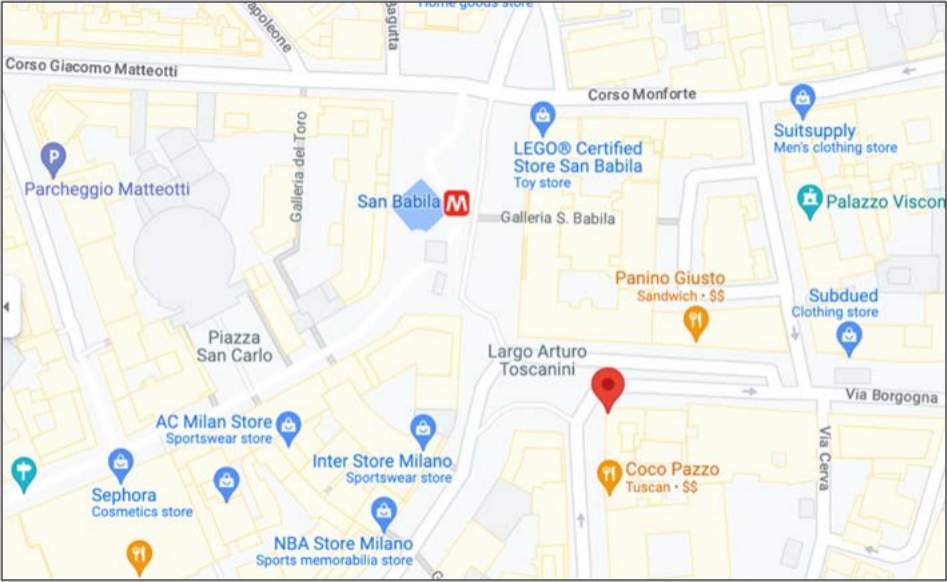 Home goods store
apoleone
bagutta
Corso Giacomo Matteotti
Corso Monforte
P
Parcheggio Matteotti
Galleria del Toro
LEGO® Certified
Store San Babila
Toy store
Suitsupply
Men's clothing store
San Babila
M
Galleria S. Babila
Palazzo Viscon
Panino Giusto
Sandwich • $$
Subdued
Clothing store
Piazza
San Carlo
Largo Arturo
Toscanini
Via Borgogna
AC Milan Store
Sportswear store
Inter Store Milano
Sportswear store
Via Cerva
Coco Pazzo
Tuscan • $$
Sephora
Cosmetics store
NBA Store Milano
Sports memorabilia store